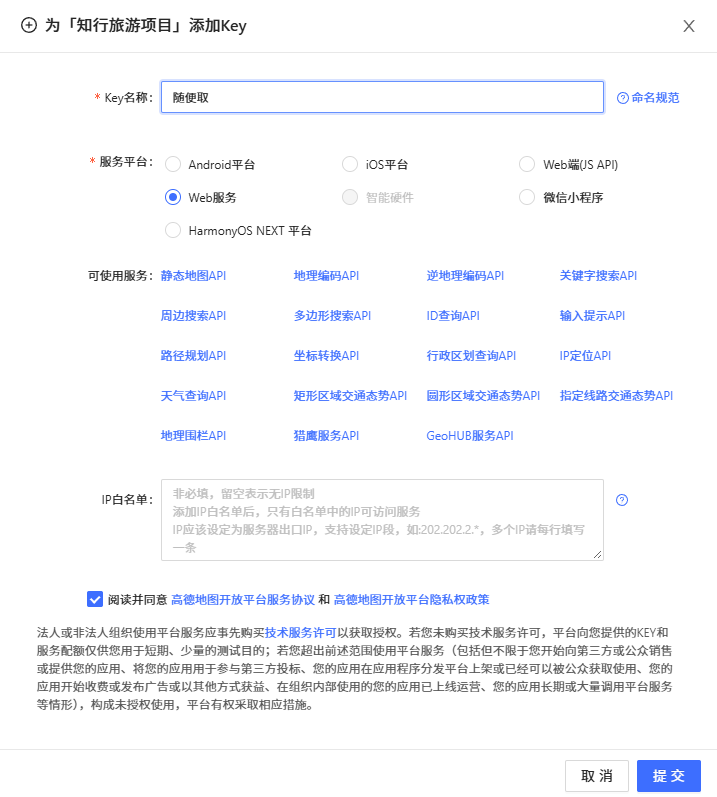 为「知行旅游项目」添加Key
* Key名称： 随便取 命名规范
* 服务平台： Android平台 iOS平台 Web端(JS API)
Web服务 智能硬件 微信小程序
HarmonyOS NEXT 平台
可使用服务： 静态地图API 地理编码API 逆地理编码API 关键字搜索API
周边搜索API 多边形搜索API ID查询API 输入提示API
路径规划API 坐标转换API 行政区划查询API IP定位API
天气查询API 矩形区域交通态势API 圆形区域交通态势API 指定线路交通态势API
地理围栏API 猎鹰服务API GeoHUB服务API
IP白名单： 非必填，留空表示无IP限制
添加IP白名单后，只有白名单中的IP可访问服务
IP应该设定为服务器出口IP，支持设定IP段，如:202.202.2.*，多个IP请每行填写
一条
阅读并同意 高德地图开放平台服务协议 和 高德地图开放平台隐私权政策
法人或非法人组织使用平台服务应事先购买技术服务许可以获取授权。若您未购买技术服务许可，平台向您提供的KEY和
服务配额仅供您用于短期、少量的测试目的；若您超出前述范围使用平台服务（包括但不限于您开始向第三方或公众销售
或提供您的应用、将您的应用用于参与第三方投标、您的应用在应用程序分发平台上架或已经可以被公众获取使用、您的
应用开始收费或发布广告或以其他方式获益、在组织内部使用的您的应用已上线运营、您的应用长期或大量调用平台服务
等情形），构成未授权使用，平台有权采取相应措施。
取 消 提 交